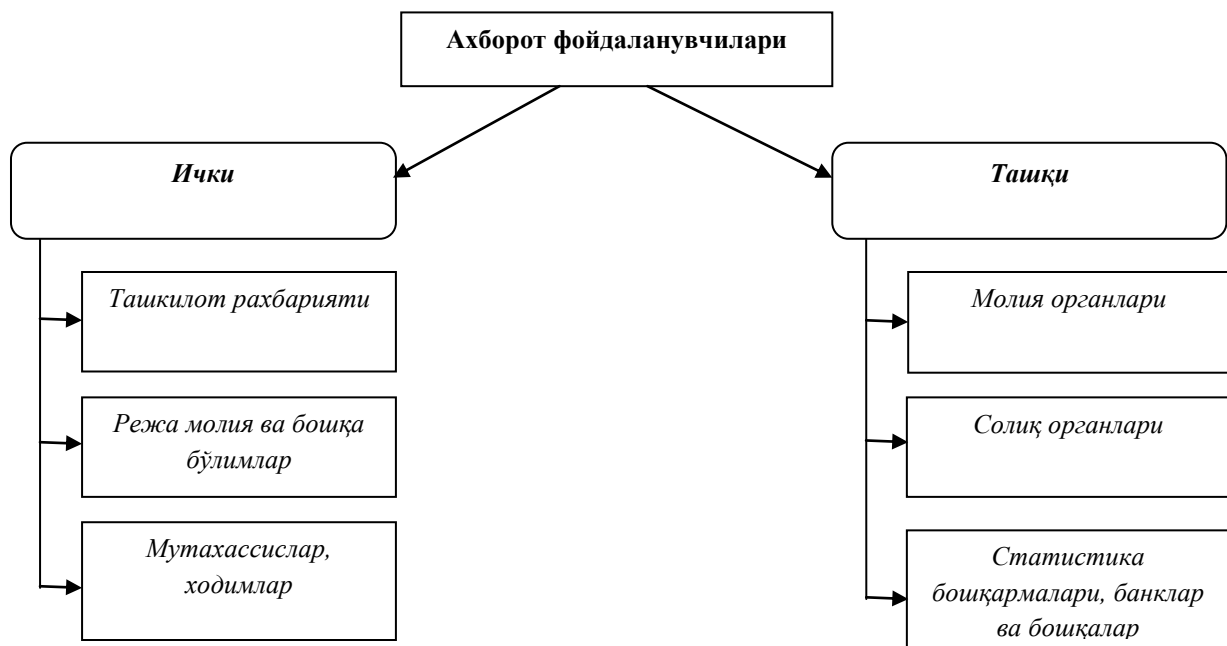 Ахборот фойдаланувчилари
Ички
Ташқи
Ташкилот рахбарияти
Режа молия ва бошқа
бўлимлар
Мутахассислар,
ходимлар
Молия органлари
Солиқ органлари
Статистика
бошқармалари, банклар
ва бошқалар